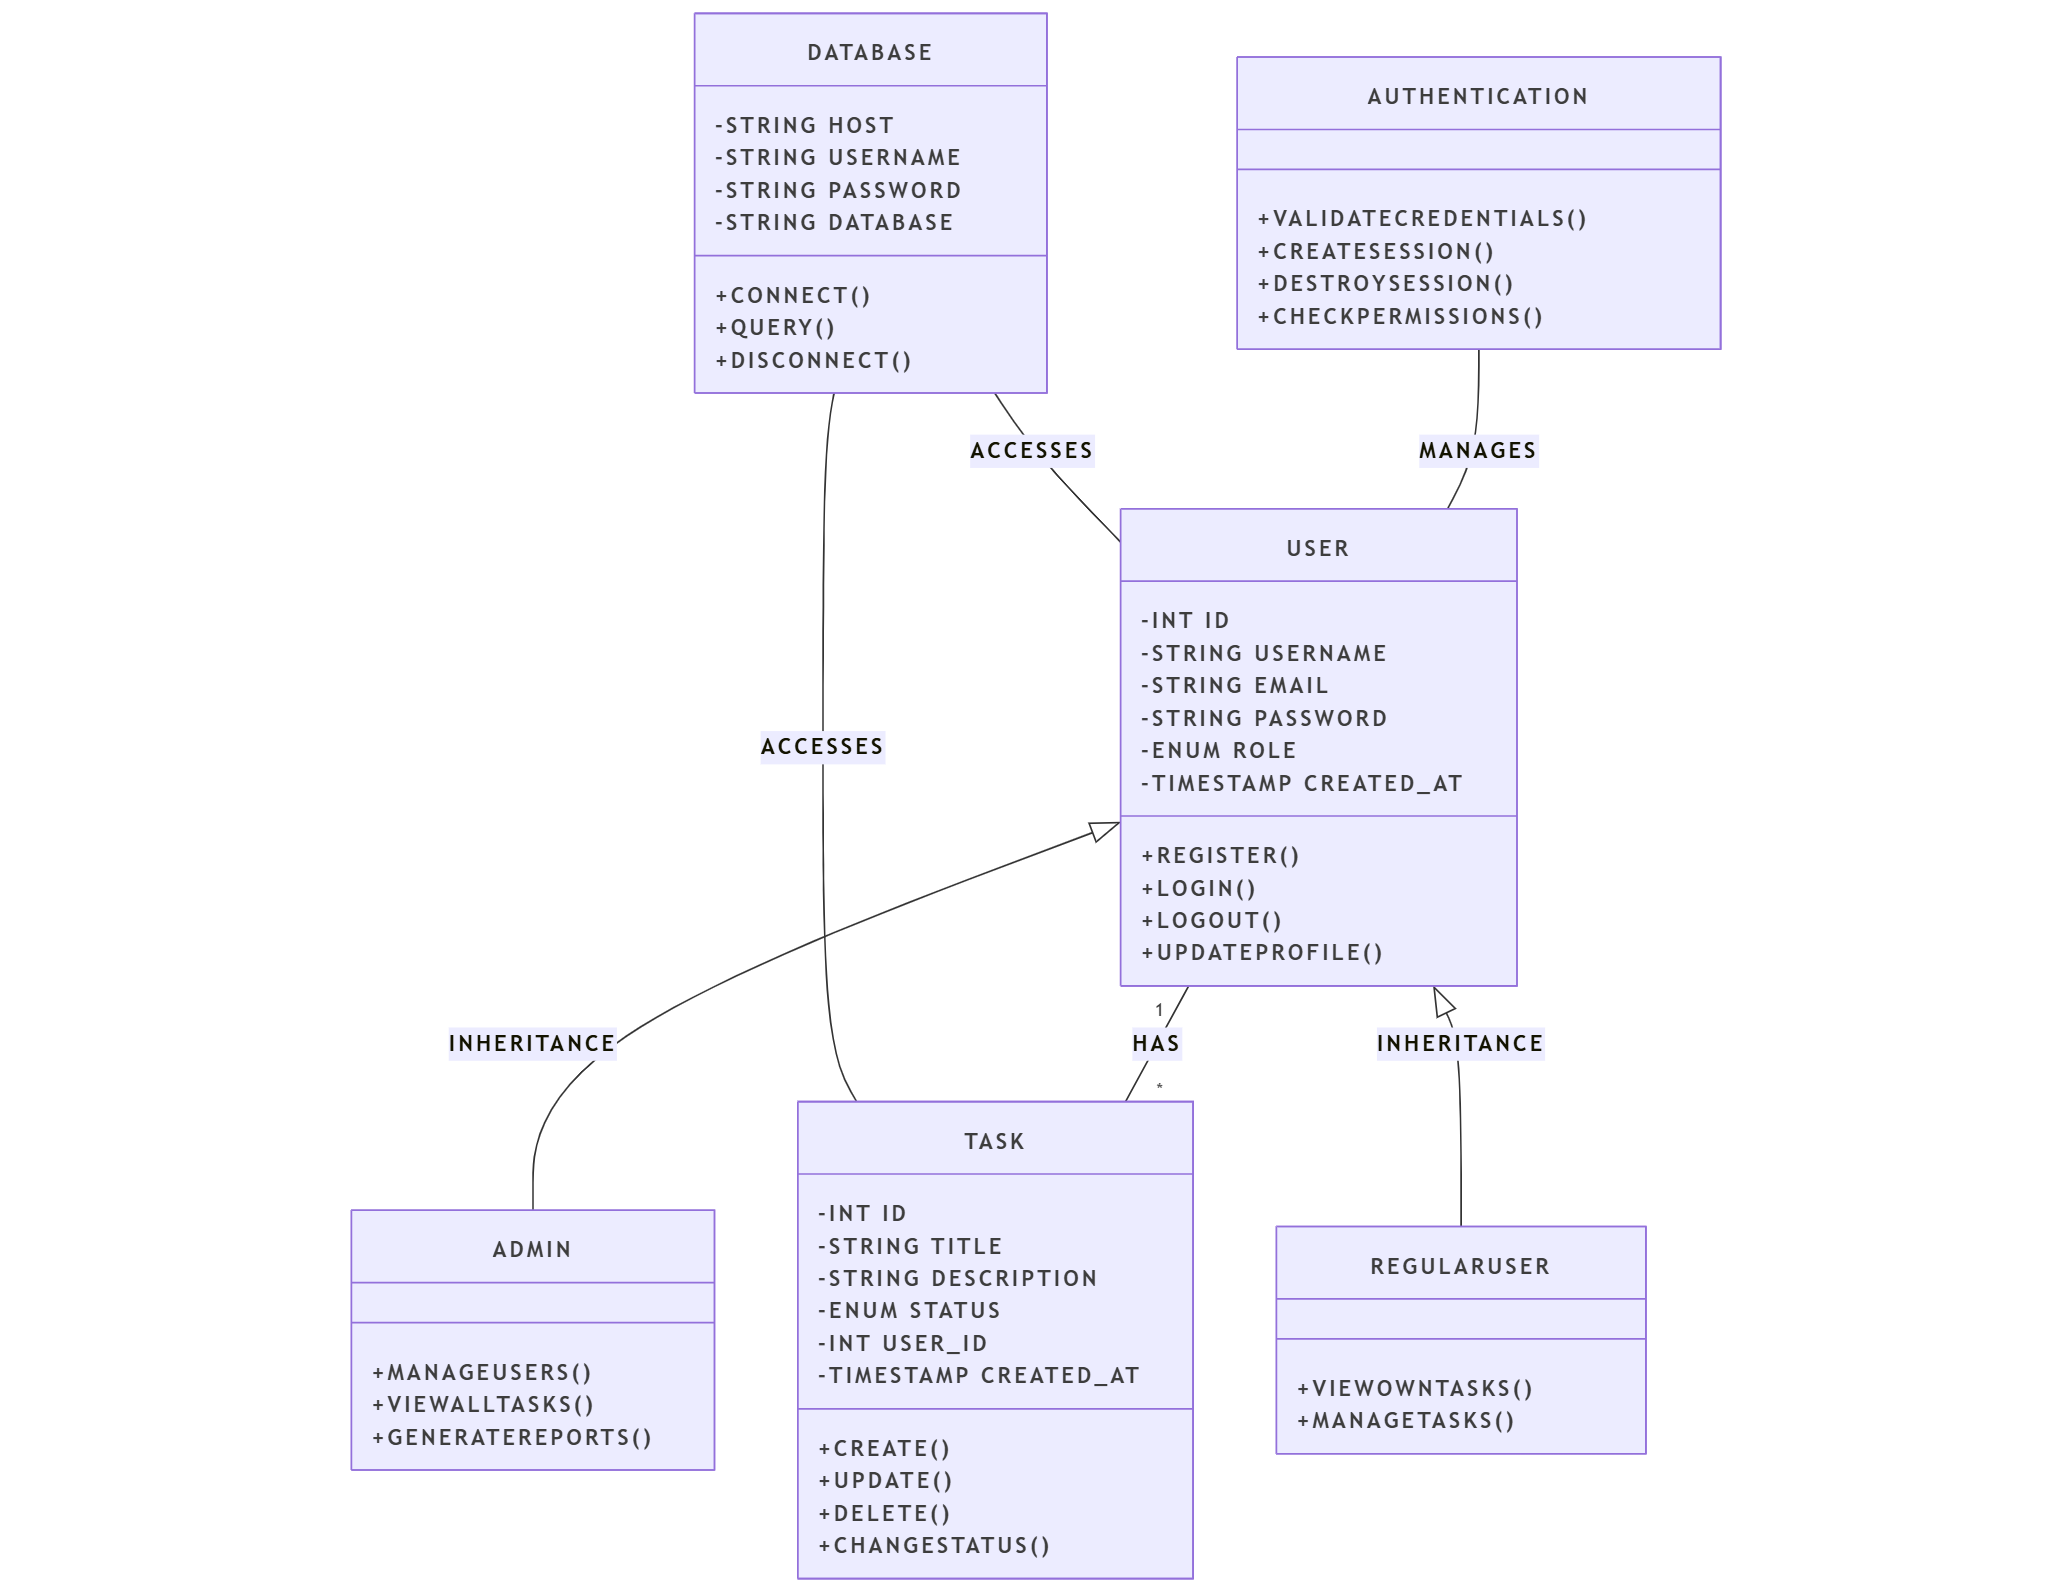 DATABASE
-STRING HOST
-STRING USERNAME
-STRING PASSWORD
-STRING DATABASE
+CONNECT()
+QUERY()
+DISCONNECT()
AUTHENTICATION
+VALIDATECREDENTIALS()
+CREATESESSION()
+DESTROYSESSION()
+CHECKPERMISSIONS()
ACCESSES
MANAGES
USER
-INT ID
-STRING USERNAME
-STRING EMAIL
-STRING PASSWORD
-ENUM ROLE
-TIMESTAMP CREATED_AT
+REGISTER()
+LOGIN()
+LOGOUT()
+UPDATEPROFILE()
ACCESSES
INHERITANCE
1
HAS
*
INHERITANCE
ADMIN
+MANAGEUSERS()
+VIEWALLTASKS()
+GENERATEREPORTS()
TASK
-INT ID
-STRING TITLE
-STRING DESCRIPTION
-ENUM STATUS
-INT USER_ID
-TIMESTAMP CREATED_AT
+CREATE()
+UPDATE()
+DELETE()
+CHANGESTATUS()
REGULARUSER
+VIEWOWNTASKS()
+MANAGETASKS()